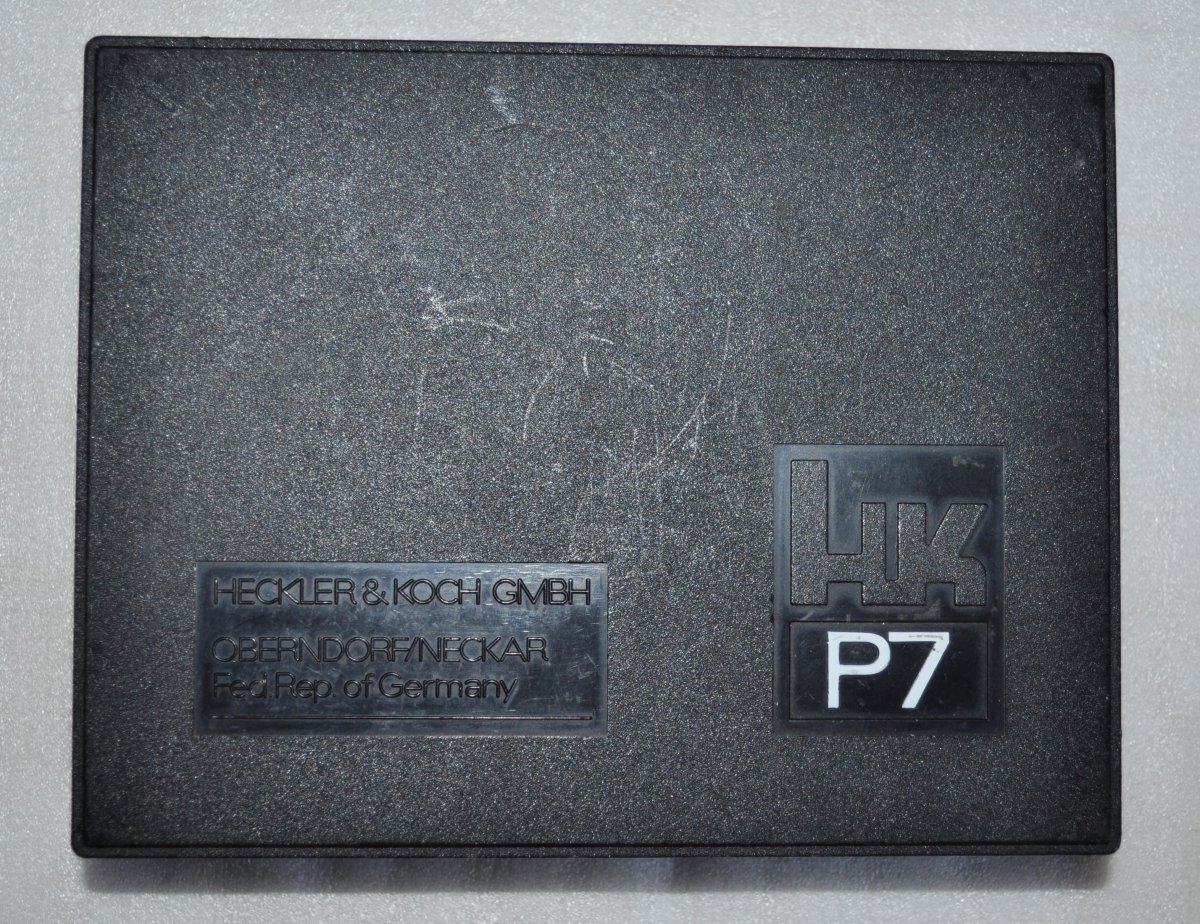 HECKLER & KOCH GMBH
OBERNDORF/NECKAR
Fed. Rep. of Germany
HK
P7